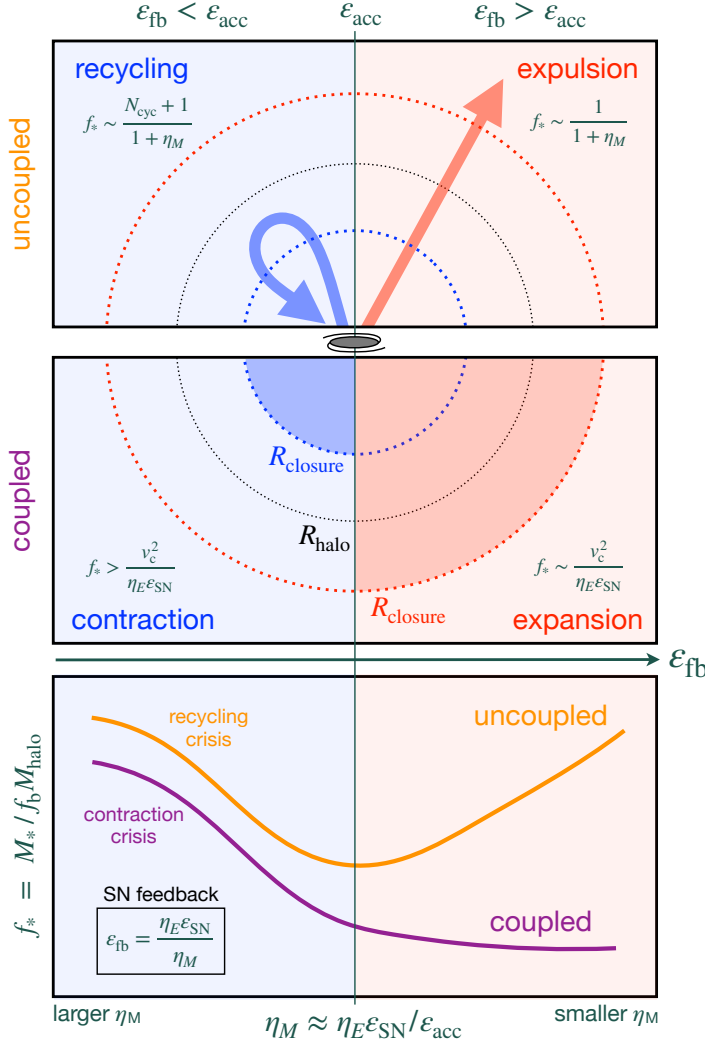 ε_fb < ε_acc    ε_acc    ε_fb > ε_acc
uncoupled
recycling
f_* ~ (N_cyc + 1)/(1 + η_M)
expulsion
f_* ~ 1/(1 + η_M)
coupled
R_closure
R_halo
R_closure
f_* > v_c^2/(η_E ε_SN)
contraction
f_* ~ v_c^2/(η_E ε_SN)
expansion
ε_fb
f_* = M_*/f_b M_halo
recycling
crisis
uncoupled
contraction
crisis
SN feedback
ε_fb = η_E ε_SN/η_M
coupled
larger η_M    η_M ≈ η_E ε_SN/ε_acc    smaller η_M